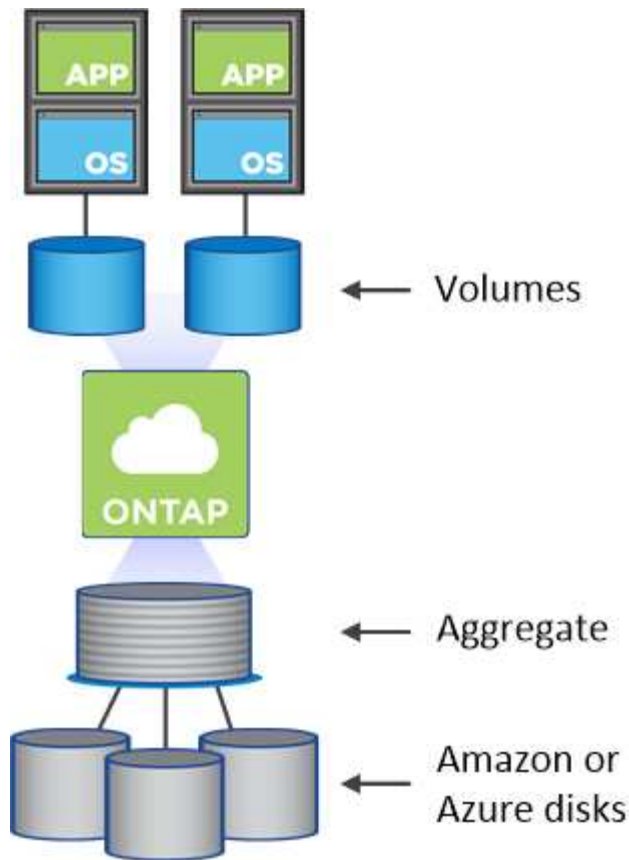 APP
APP
OS
OS
Volumes
ONTAP
Aggregate
Amazon or
Azure disks